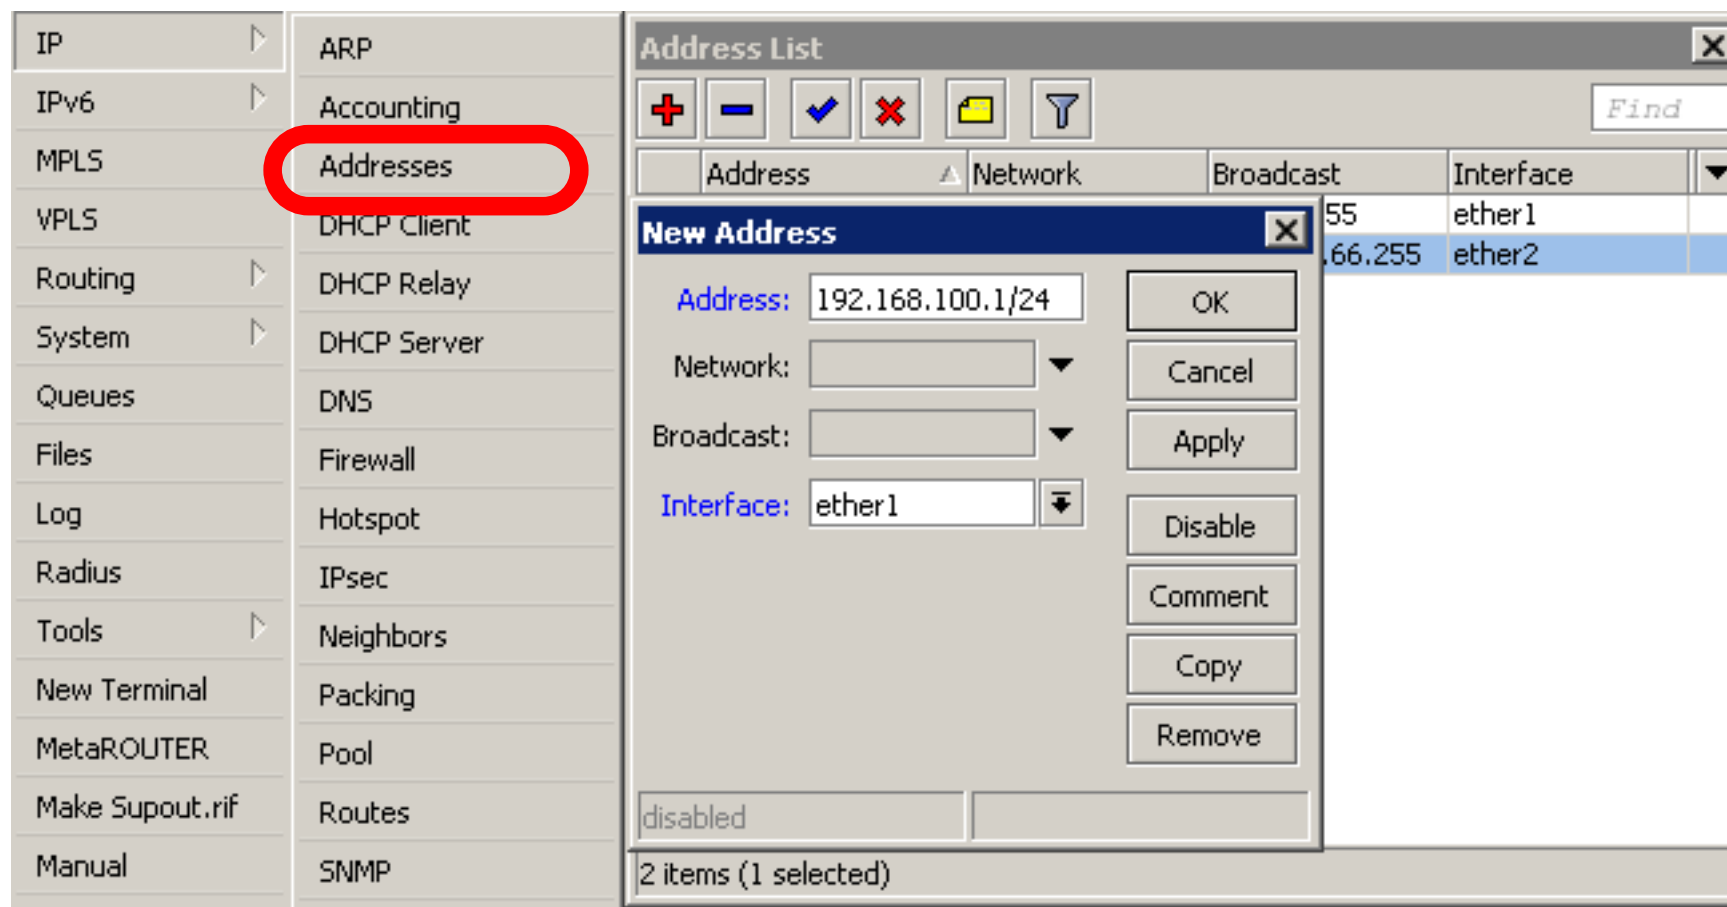 IP
IPv6
MPLS
VPLS
Routing
System
Queues
Files
Log
Radius
Tools
New Terminal
MetaROUTER
Make Supout.rif
Manual
ARP
Accounting
Addresses
DHCP Client
DHCP Relay
DHCP Server
DNS
Firewall
Hotspot
IPsec
Neighbors
Packing
Pool
Routes
SNMP
Address List
Find
Address Network Broadcast Interface
55 ether1
.66.255 ether2
New Address
Address: 192.168.100.1/24
Network:
Broadcast:
Interface: ether1
OK
Cancel
Apply
Disable
Comment
Copy
Remove
disabled
2 items (1 selected)